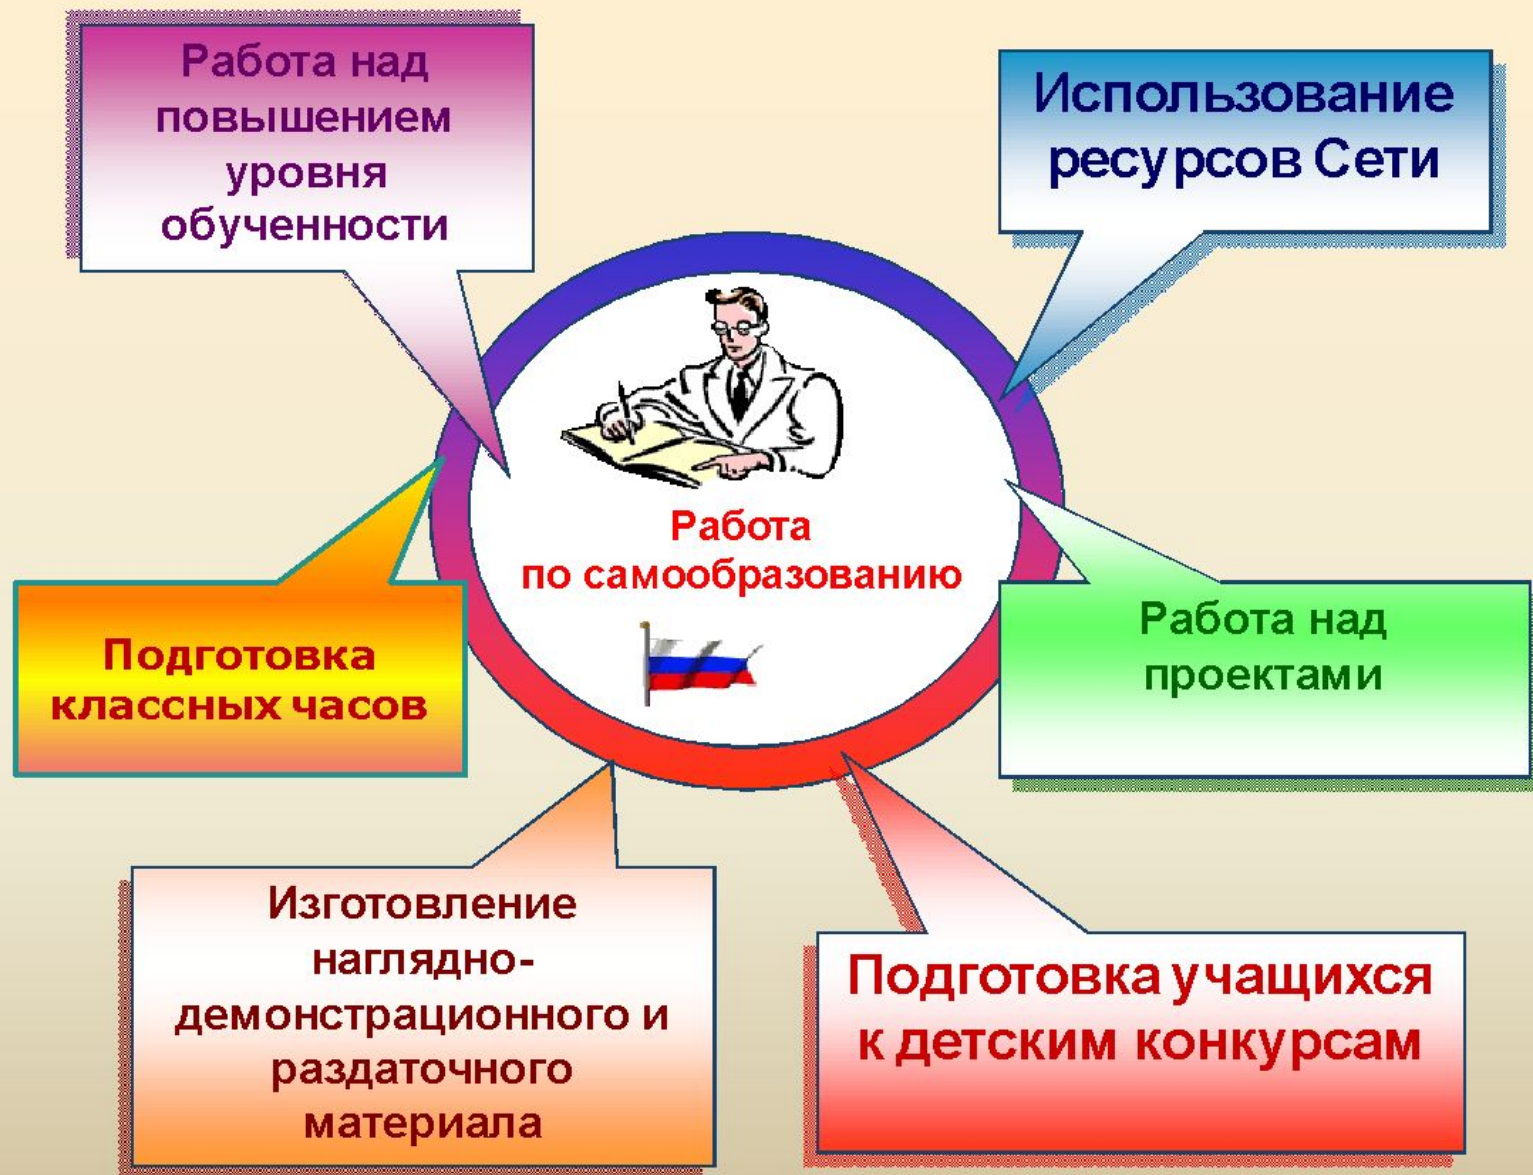 Работа над
повышением
уровня
обученности
Использование
ресурсов Сети
Работа
по самообразованию
Подготовка
классных часов
Работа над
проектами
Изготовление
наглядно-
демонстрационного и
раздаточного
материала
Подготовка учащихся
к детским конкурсам